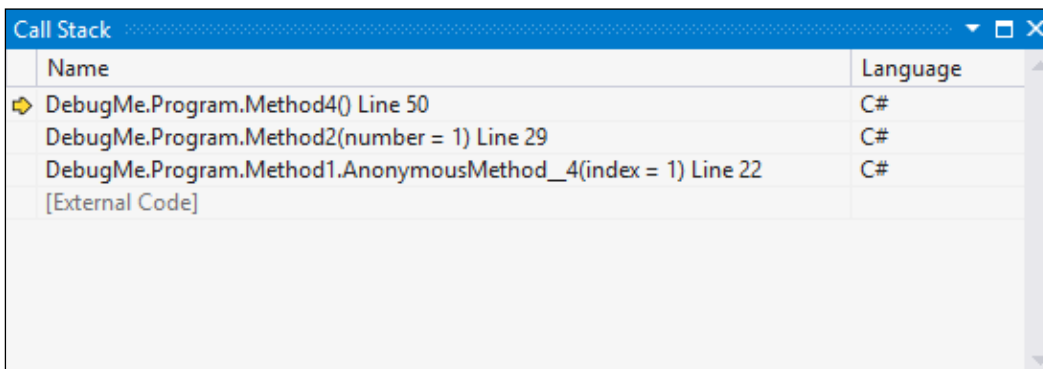 Call Stack
Name Language
DebugMe.Program.Method4() Line 50 C#
DebugMe.Program.Method2(number = 1) Line 29 C#
DebugMe.Program.Method1.AnonymousMethod__4(index = 1) Line 22 C#
[External Code]